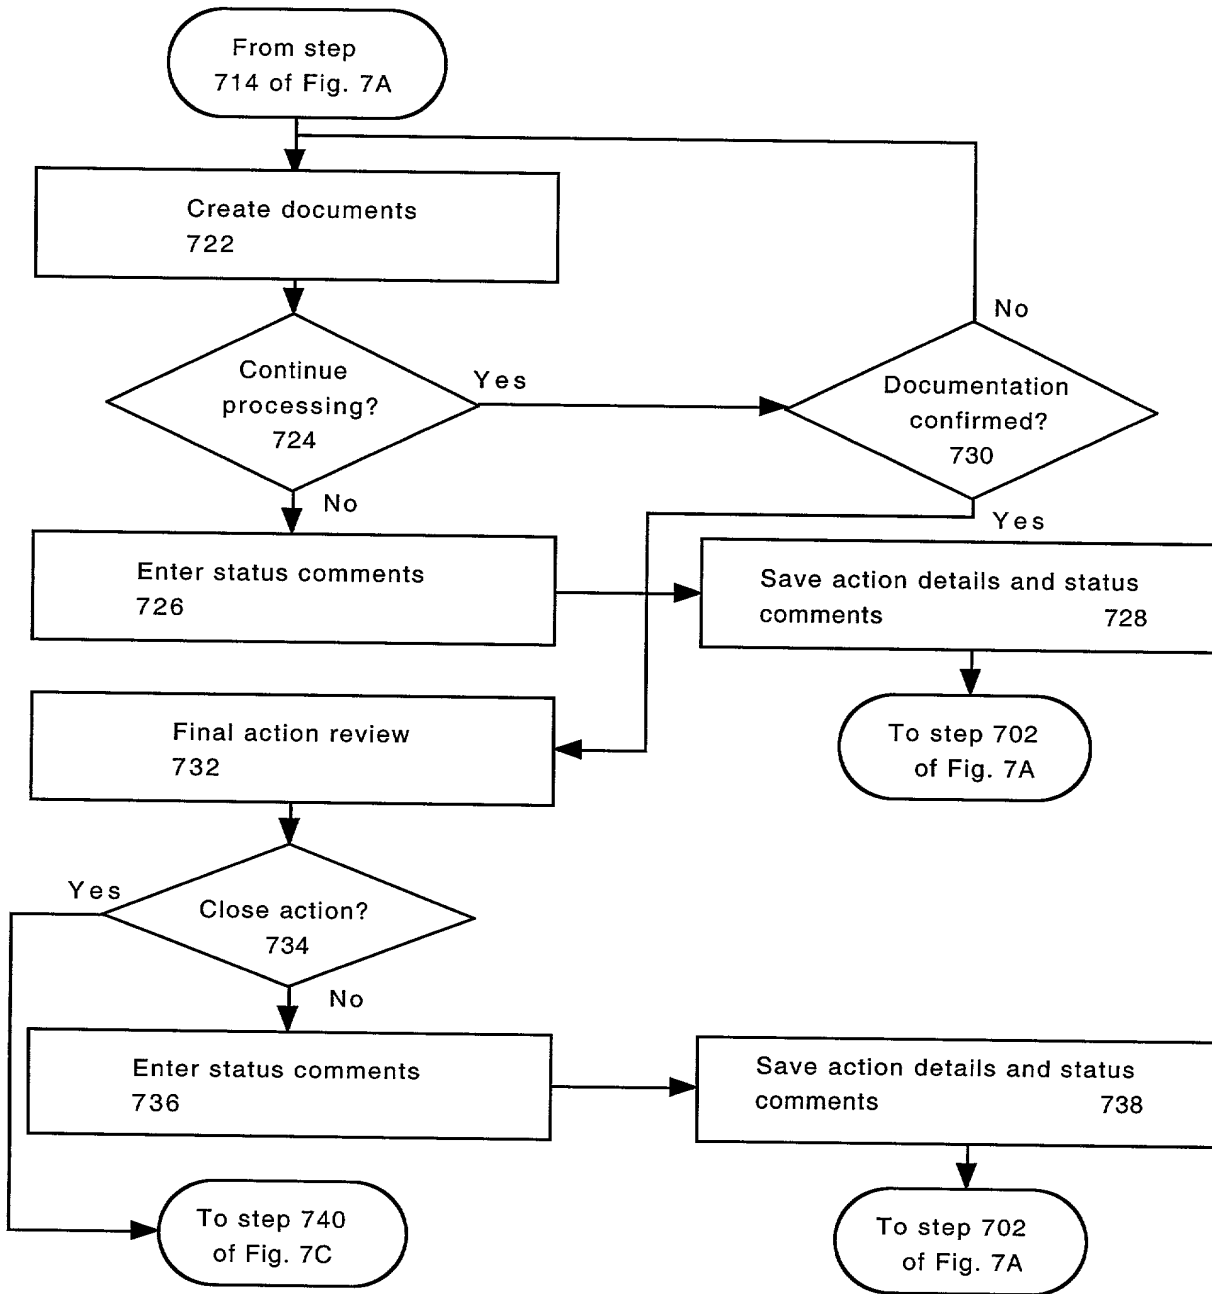 From step
714 of Fig. 7A
Create documents
722
No
Continue
processing?
724
Yes
Documentation
confirmed?
730
No
Yes
Enter status comments
726
Save action details and status
comments 728
Final action review
732
To step 702
of Fig. 7A
Yes
Close action?
734
No
Enter status comments
736
Save action details and status
comments 738
To step 740
of Fig. 7C
To step 702
of Fig. 7A